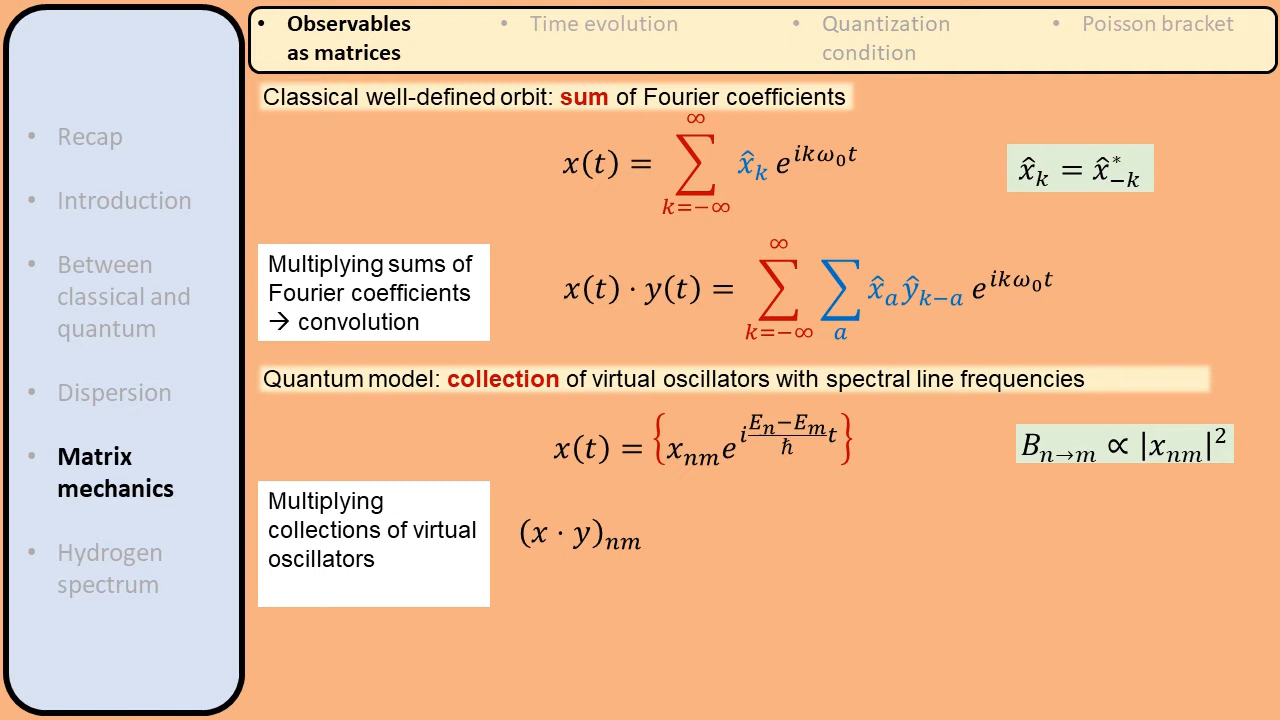 • Observables as matrices
• Time evolution
• Quantization condition
• Poisson bracket
• Recap
• Introduction
• Between classical and quantum
• Dispersion
• Matrix mechanics
• Hydrogen spectrum
Classical well-defined orbit: sum of Fourier coefficients
x(t) = ∑_{k=−∞}^{∞} x̂_k e^{ikω₀t}
x̂_k = x̂*_{−k}
Multiplying sums of
Fourier coefficients
→ convolution
x(t) · y(t) = ∑_{k=−∞}^{∞} ∑_a x̂_a ŷ_{k−a} e^{ikω₀t}
Quantum model: collection of virtual oscillators with spectral line frequencies
x(t) = {x_{nm} e^{i\frac{E_n−E_m}{ħ}t}}
B_{n→m} ∝ |x_{nm}|²
Multiplying
collections of virtual
oscillators
(x · y)_{nm}